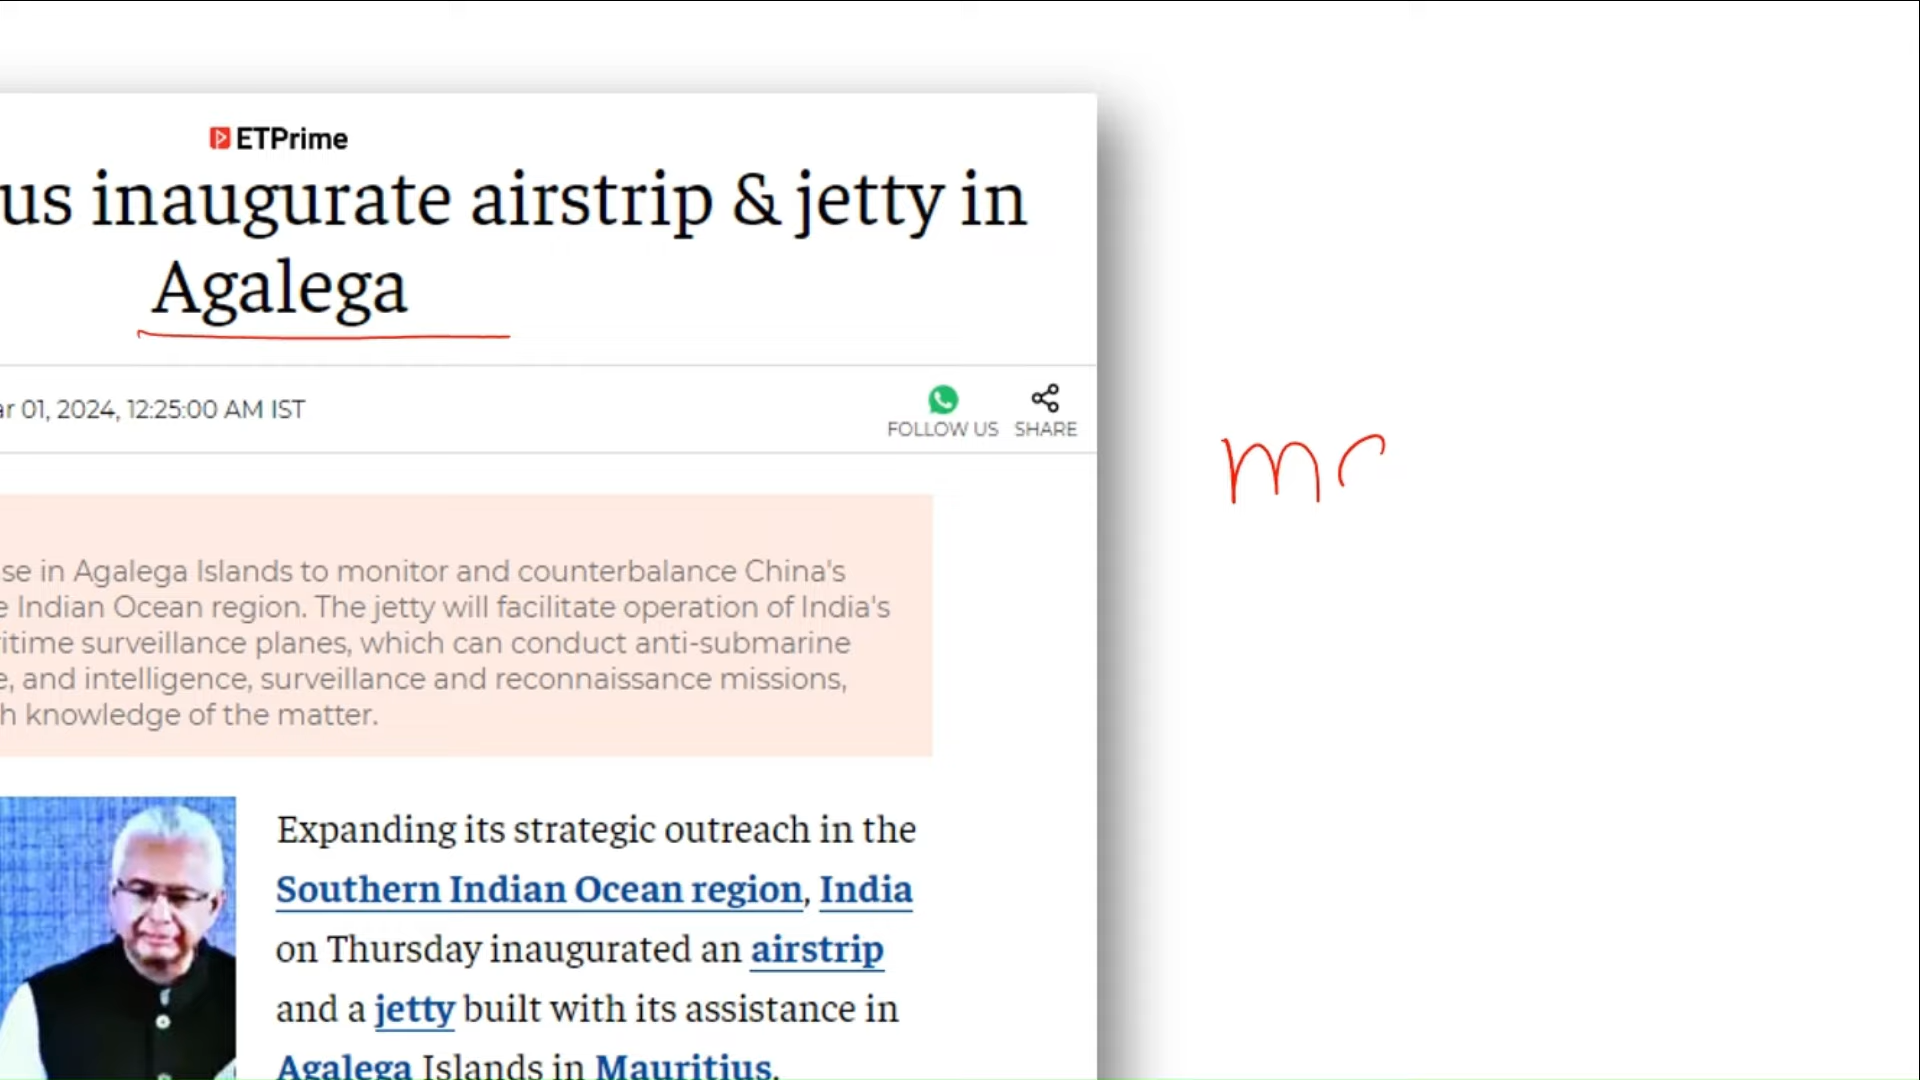 ETPrime
us inaugurate airstrip & jetty in
Agalega
ar 01, 2024, 12:25:00 AM IST
FOLLOW US SHARE
se in Agalega Islands to monitor and counterbalance China's
e Indian Ocean region. The jetty will facilitate operation of India's
ritime surveillance planes, which can conduct anti-submarine
e, and intelligence, surveillance and reconnaissance missions,
h knowledge of the matter.
Expanding its strategic outreach in the
Southern Indian Ocean region, India
on Thursday inaugurated an airstrip
and a jetty built with its assistance in
Agalega Islands in Mauritius.